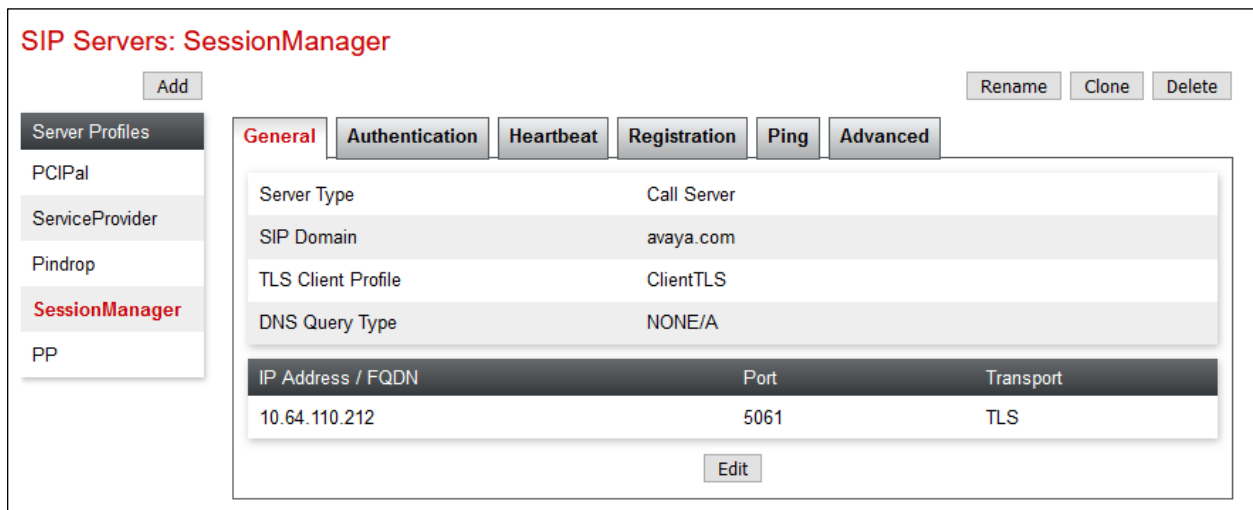 SIP Servers: SessionManager
Add
Rename Clone Delete
Server Profiles
PCIPal
ServiceProvider
Pindrop
SessionManager
PP
General Authentication Heartbeat Registration Ping Advanced
Server Type Call Server
SIP Domain avaya.com
TLS Client Profile ClientTLS
DNS Query Type NONE/A
IP Address / FQDN Port Transport
10.64.110.212 5061 TLS
Edit